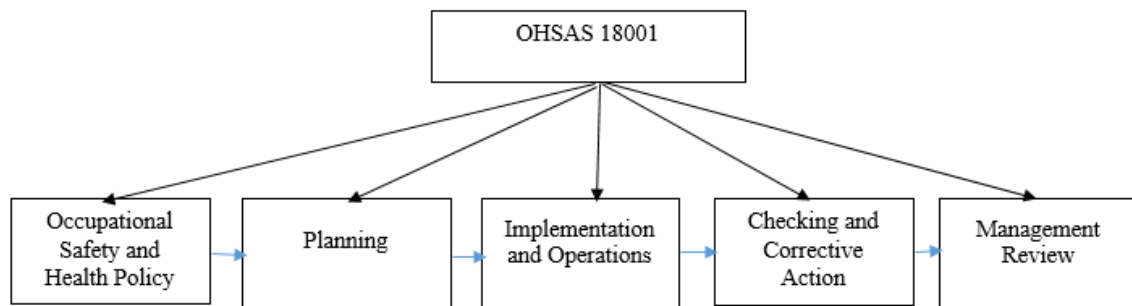 OHSAS 18001
Occupational
Safety and
Health Policy
Planning
Implementation
and Operations
Checking and
Corrective
Action
Management
Review